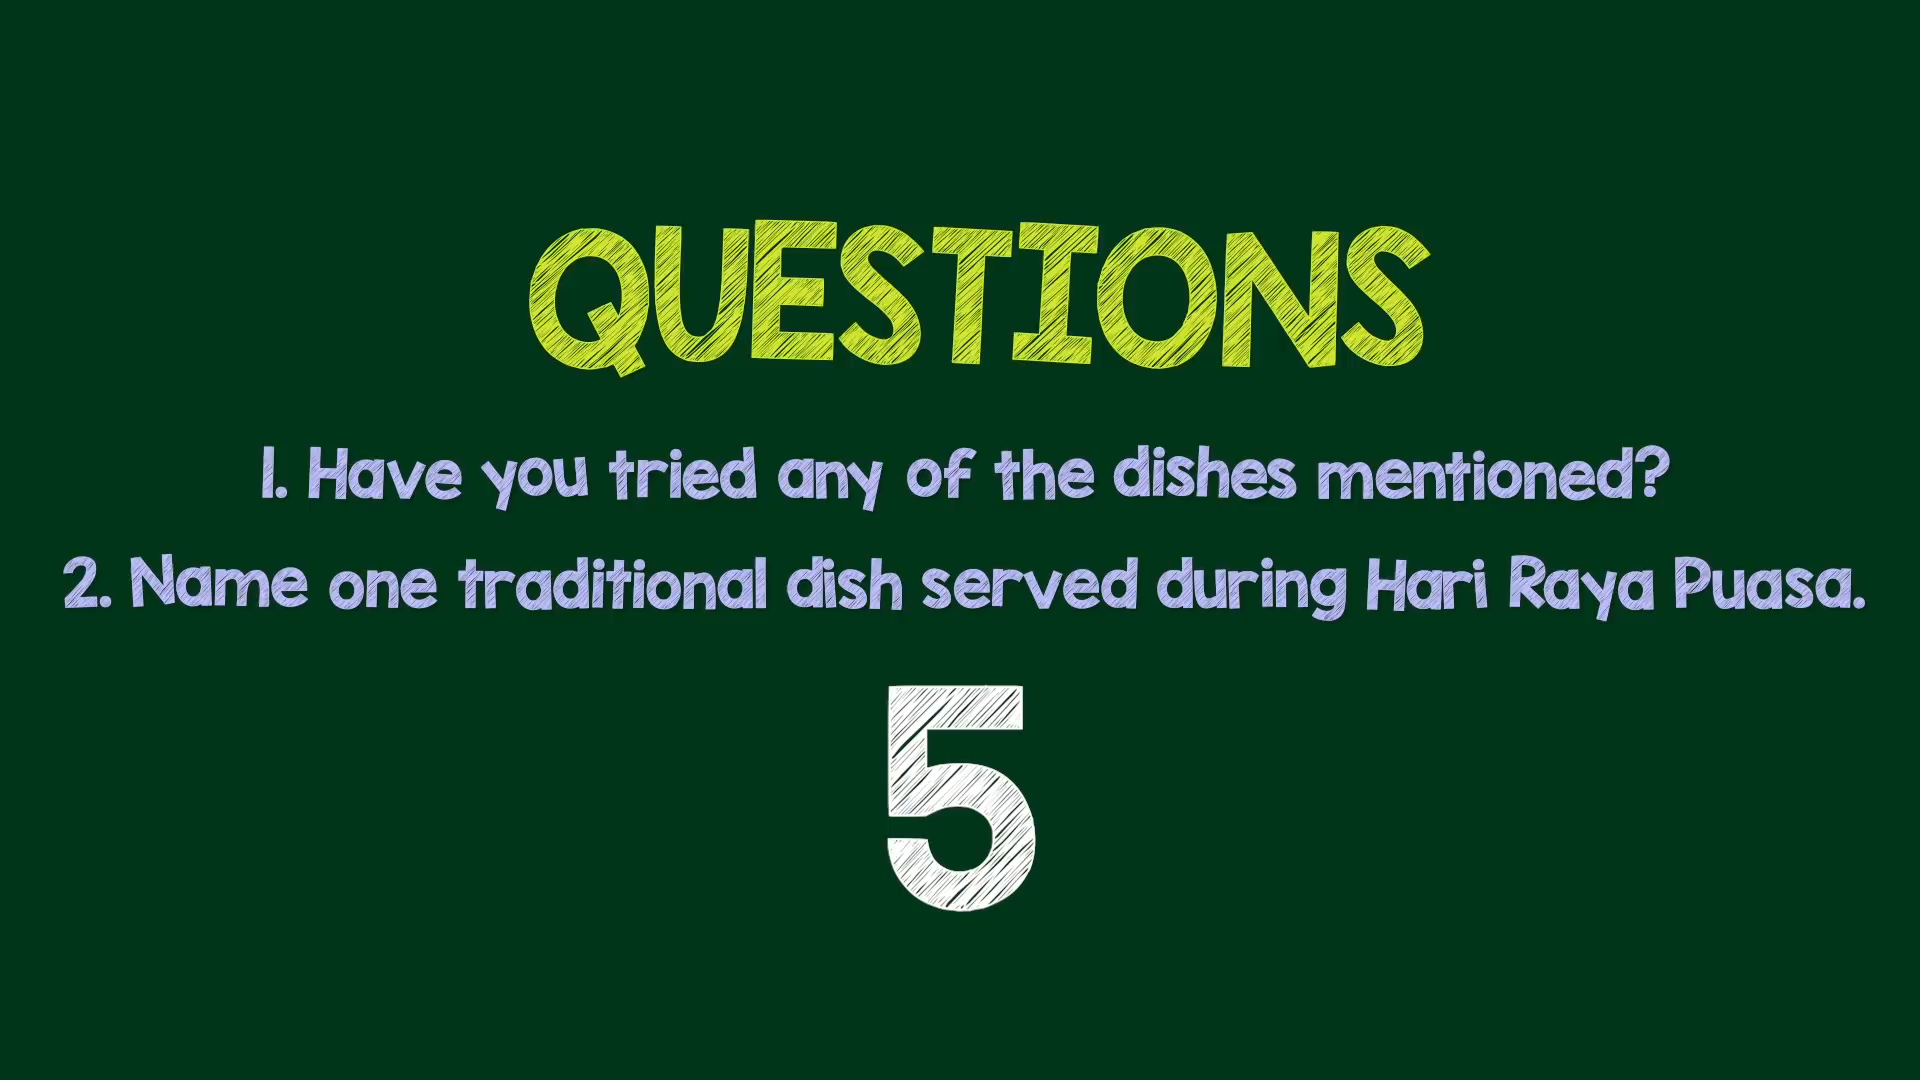 QUESTIONS
1. Have you tried any of the dishes mentioned?
2. Name one traditional dish served during Hari Raya Puasa.
5